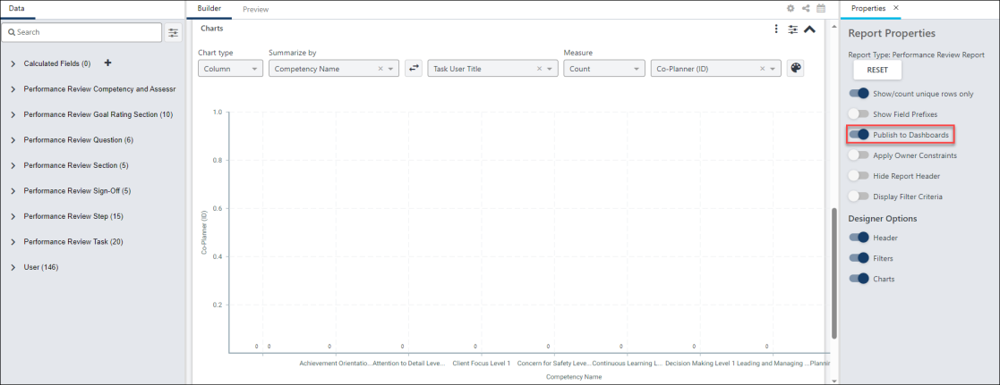 Data
Search
Calculated Fields (0)
Performance Review Competency and Assessr
Performance Review Goal Rating Section (10)
Performance Review Question (6)
Performance Review Section (5)
Performance Review Sign-Off (5)
Performance Review Step (15)
Performance Review Task (20)
User (146)
Builder
Preview
Charts
Chart type
Summarize by
Measure
Column
Competency Name
Task User Title
Count
Co-Planner (ID)
1.0
0.8
0.6
0.4
0.2
Co-Planner (ID)
0 0 0 0 0 0 0 0 0
Achievement Orientatio... Attention to Detail Leve... Client Focus Level 1 Concern for Safety Leve... Continuous Learning L... Decision Making Level 1 Leading and Managing ... Plannir
Competency Name
Properties
Report Properties
Report Type: Performance Review Report
RESET
Show/count unique rows only
Show Field Prefixes
Publish to Dashboards
Apply Owner Constraints
Hide Report Header
Display Filter Criteria
Designer Options
Header
Filters
Charts